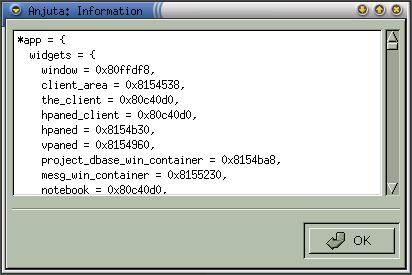 Anjuta: Information
*app = {
widgets = {
window = 0x80ffdf8,
client_area = 0x8154538,
the_client = 0x80c40d0,
hpaned_client = 0x80c40d0,
hpaned = 0x8154b30,
vpaned = 0x8154960,
project_dbase_win_container = 0x8154ba8,
mesg_win_container = 0x8155230,
notebook = 0x80c40d0,
OK